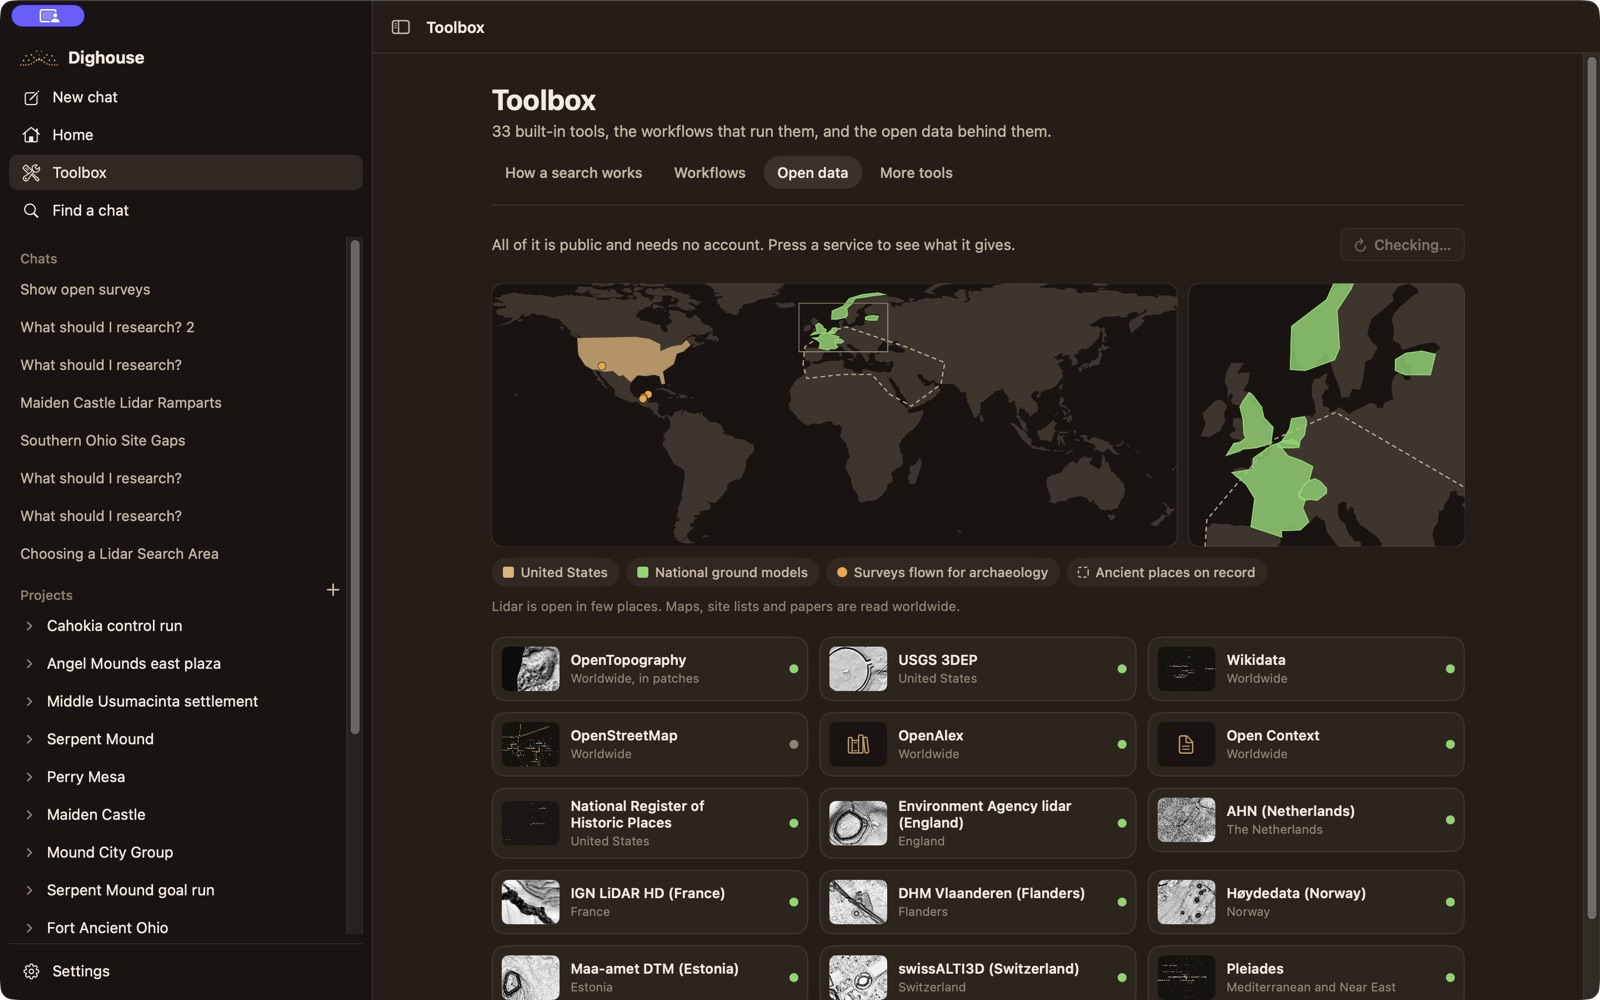 Dighouse
New chat
Home
Toolbox
Find a chat
Chats
Show open surveys
What should I research? 2
What should I research?
Maiden Castle Lidar Ramparts
Southern Ohio Site Gaps
What should I research?
What should I research?
Choosing a Lidar Search Area
Projects
Cahokia control run
Angel Mounds east plaza
Middle Usumacinta settlement
Serpent Mound
Perry Mesa
Maiden Castle
Mound City Group
Serpent Mound goal run
Fort Ancient Ohio
Settings
Toolbox
Toolbox
33 built-in tools, the workflows that run them, and the open data behind them.
How a search works
Workflows
Open data
More tools
All of it is public and needs no account. Press a service to see what it gives.
Checking...
United States
National ground models
Surveys flown for archaeology
Ancient places on record
Lidar is open in few places. Maps, site lists and papers are read worldwide.
OpenTopography
Worldwide, in patches
USGS 3DEP
United States
Wikidata
Worldwide
OpenStreetMap
Worldwide
OpenAlex
Worldwide
Open Context
Worldwide
National Register of
Historic Places
United States
Environment Agency lidar
(England)
England
AHN (Netherlands)
The Netherlands
IGN LiDAR HD (France)
France
DHM Vlaanderen (Flanders)
Flanders
Høydedata (Norway)
Norway
Maa-amet DTM (Estonia)
Estonia
swissALTI3D (Switzerland)
Switzerland
Pleiades
Mediterranean and Near East